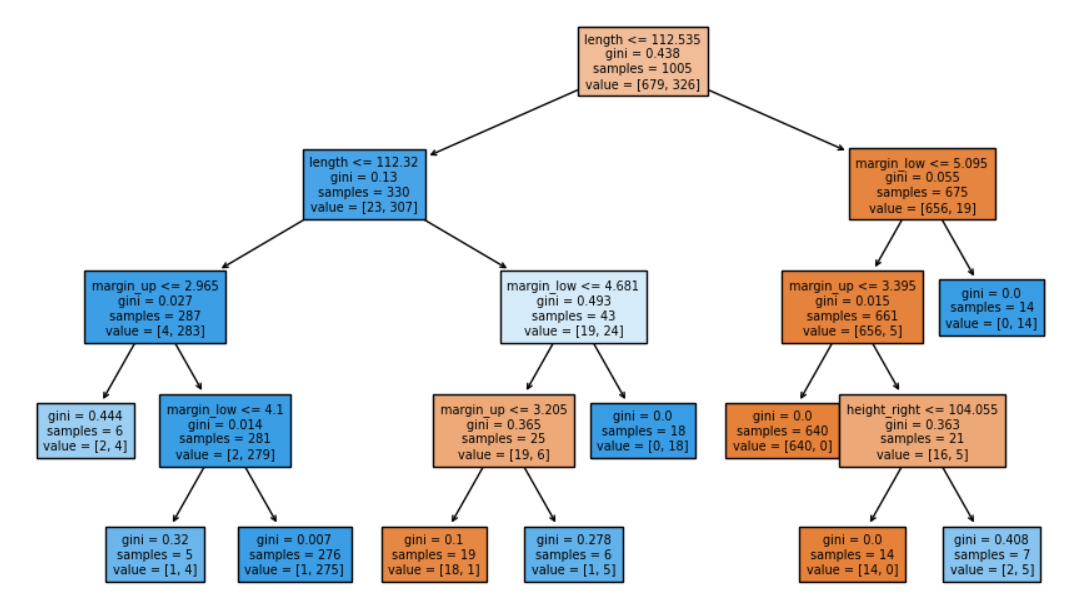 length <= 112.535
gini = 0.438
samples = 1005
value = [679, 326]
length <= 112.32
gini = 0.13
samples = 330
value = [23, 307]
margin_low <= 5.095
gini = 0.055
samples = 675
value = [656, 19]
margin_up <= 2.965
gini = 0.027
samples = 287
value = [4, 283]
margin_low <= 4.681
gini = 0.493
samples = 43
value = [19, 24]
margin_up <= 3.395
gini = 0.015
samples = 661
value = [656, 5]
gini = 0.0
samples = 14
value = [0, 14]
gini = 0.444
samples = 6
value = [2, 4]
margin_low <= 4.1
gini = 0.014
samples = 281
value = [2, 279]
margin_up <= 3.205
gini = 0.365
samples = 25
value = [19, 6]
gini = 0.0
samples = 18
value = [0, 18]
gini = 0.0
samples = 640
value = [640, 0]
height_right <= 104.055
gini = 0.363
samples = 21
value = [16, 5]
gini = 0.32
samples = 5
value = [1, 4]
gini = 0.007
samples = 276
value = [1, 275]
gini = 0.1
samples = 19
value = [18, 1]
gini = 0.278
samples = 6
value = [1, 5]
gini = 0.0
samples = 14
value = [14, 0]
gini = 0.408
samples = 7
value = [2, 5]